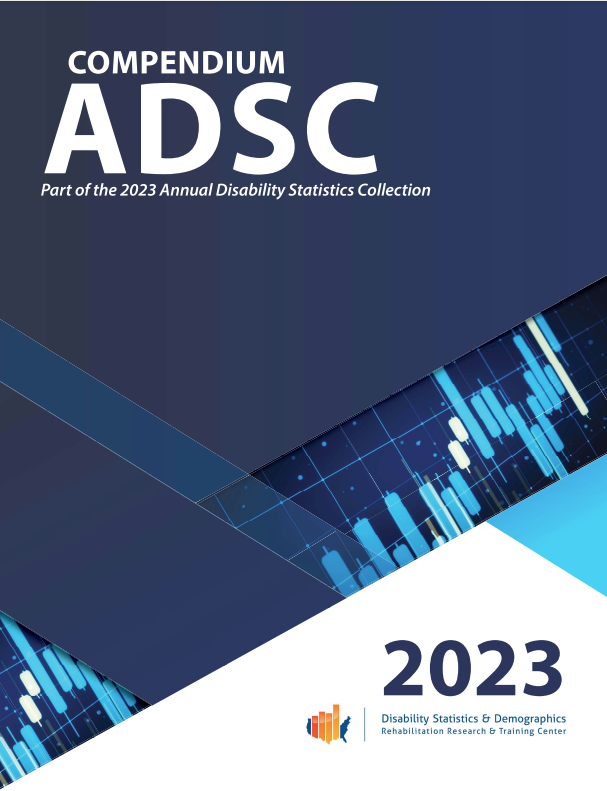 COMPENDIUM
ADSC
Part of the 2023 Annual Disability Statistics Collection
2023
Disability Statistics & Demographics
Rehabilitation Research & Training Center